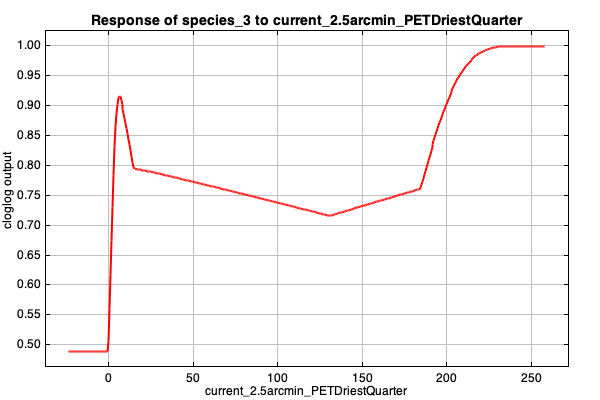 Response of species_3 to current_2.5arcmin_PETDriestQuarter
1.00
0.95
0.90
0.85
0.80
0.75
0.70
0.65
0.60
0.55
0.50
cloglog output
0 50 100 150 200 250
current_2.5arcmin_PETDriestQuarter